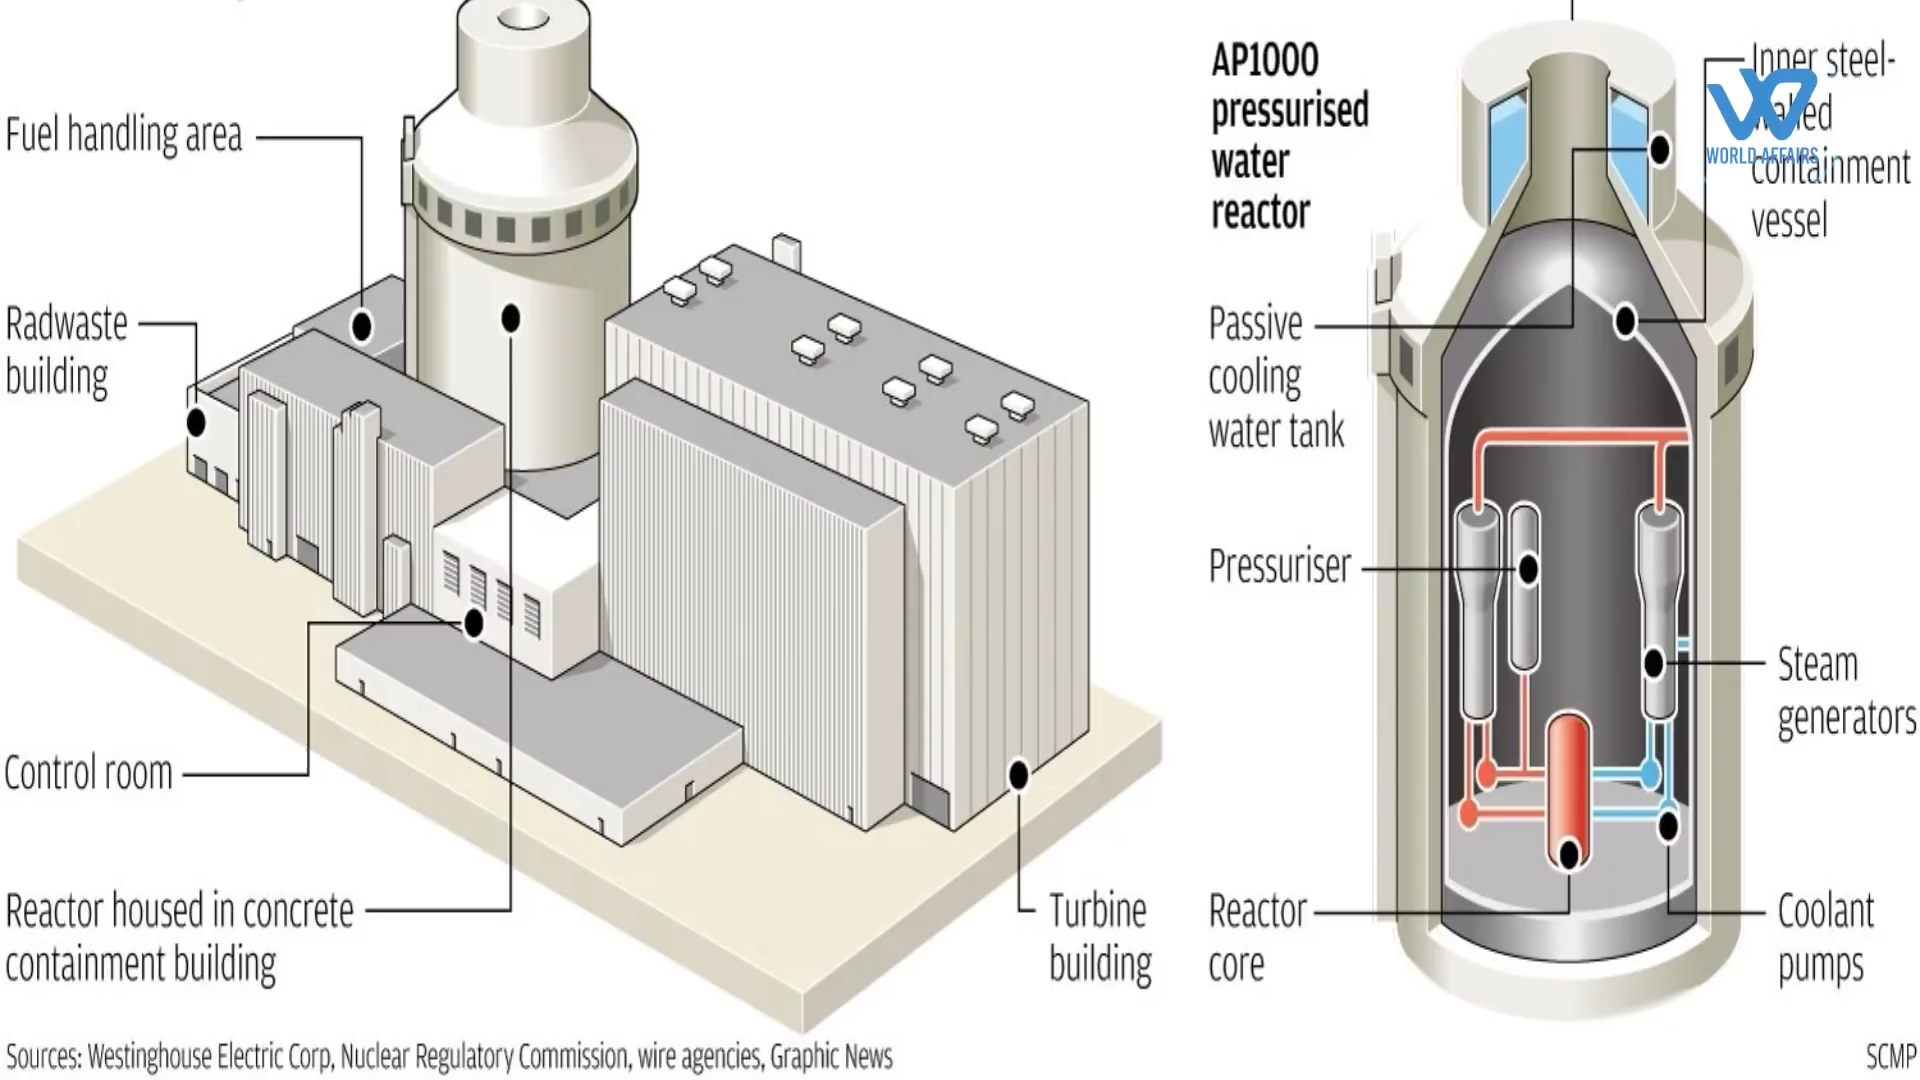 Fuel handling area
Radwaste
building
Control room
Reactor housed in concrete
containment building
Turbine
building
AP1000
pressurised
water
reactor
Passive
cooling
water tank
Pressuriser
Reactor
core
Inner steel-
walled
containment
vessel
WORLD AFFAIRS
Steam
generators
Coolant
pumps
Sources: Westinghouse Electric Corp, Nuclear Regulatory Commission, wire agencies, Graphic News
SCMP